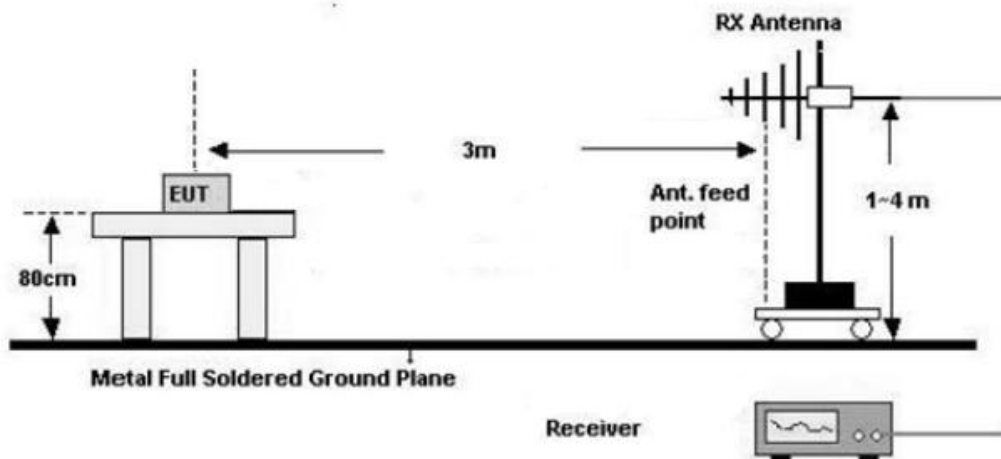 RX Antenna
3m
EUT
Ant. feed
point
1~4 m
80cm
Metal Full Soldered Ground Plane
Receiver